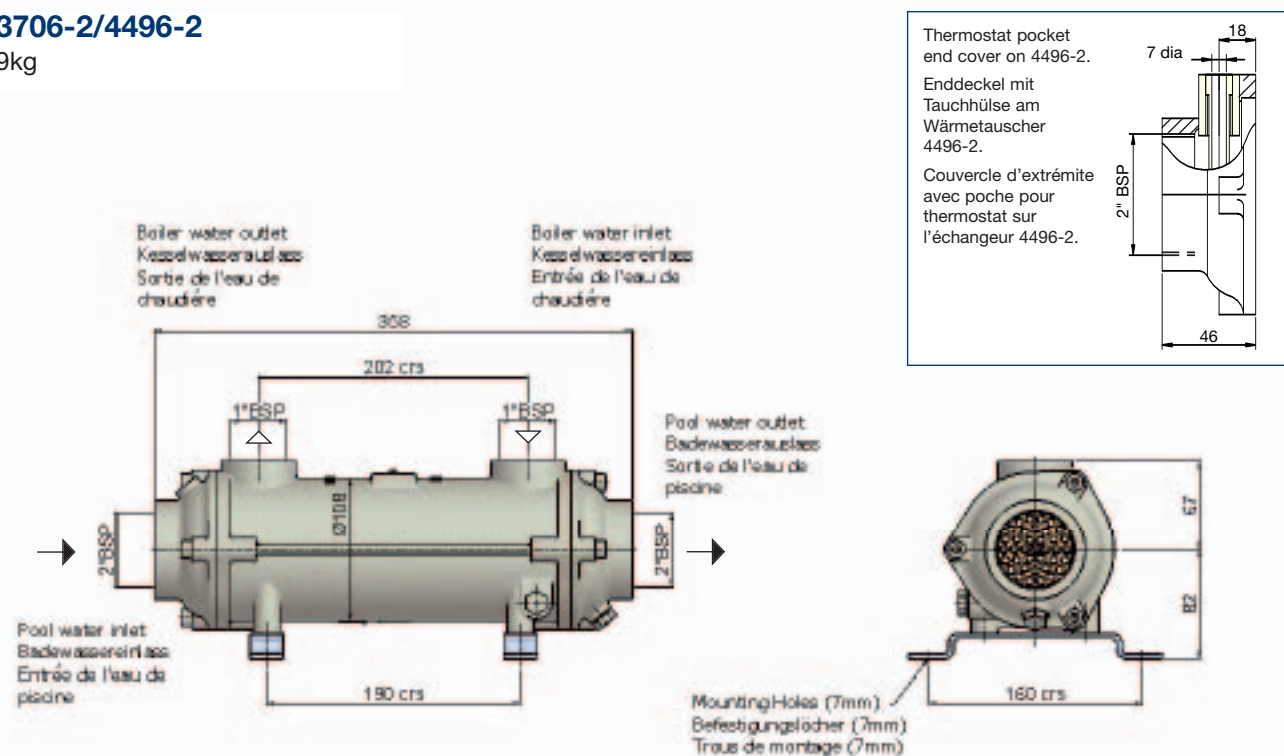 3706-2/4496-2
9kg
Thermostat pocket
end cover on 4496-2.
Enddeckel mit
Tauchhülse am
Wärmetauscher
4496-2.
Couvercle d'extrémite
avec poche pour
thermostat sur
l'échangeur 4496-2.
18
7 dia
2" BSP
46
Boiler water outlet
Kesselwasserauslass
Sortie de l'eau de
chaudiére
Boiler water inlet
Kesselwassereinlass
Entrée de l'eau de
chaudiére
358
202 crs
1"BSP
1"BSP
Pool water outlet
Badewasserauslass
Sortie de l'eau de
piscine
Ø108
2"BSP
2"BSP
67
82
Pool water inlet
Badewassereinlass
Entrée de l'eau de
piscine
190 crs
160 crs
Mounting Holes (7mm)
Befestigungslöcher (7mm)
Trous de montage (7mm)